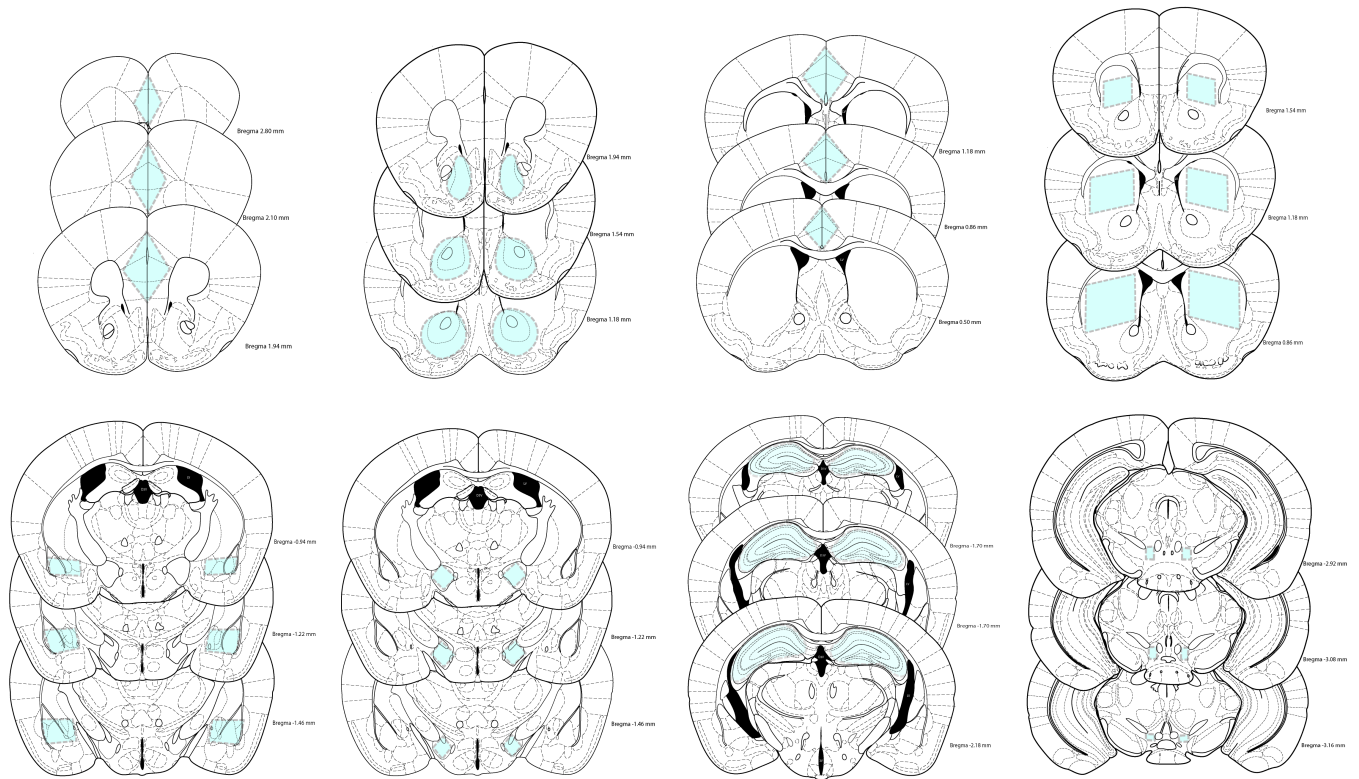 Bregma 2.80 mm
Bregma 2.10 mm
Bregma 1.94 mm
Bregma 1.94 mm
Bregma 1.54 mm
Bregma 1.18 mm
Bregma 1.18 mm
Bregma 0.86 mm
Bregma 0.50 mm
Bregma 1.54 mm
Bregma 1.18 mm
Bregma 0.86 mm
Bregma -0.94 mm
Bregma -1.22 mm
Bregma -1.46 mm
Bregma -0.94 mm
Bregma -1.22 mm
Bregma -1.46 mm
Bregma -1.70 mm
Bregma -1.70 mm
Bregma -2.18 mm
Bregma -2.92 mm
Bregma -3.08 mm
Bregma -3.16 mm